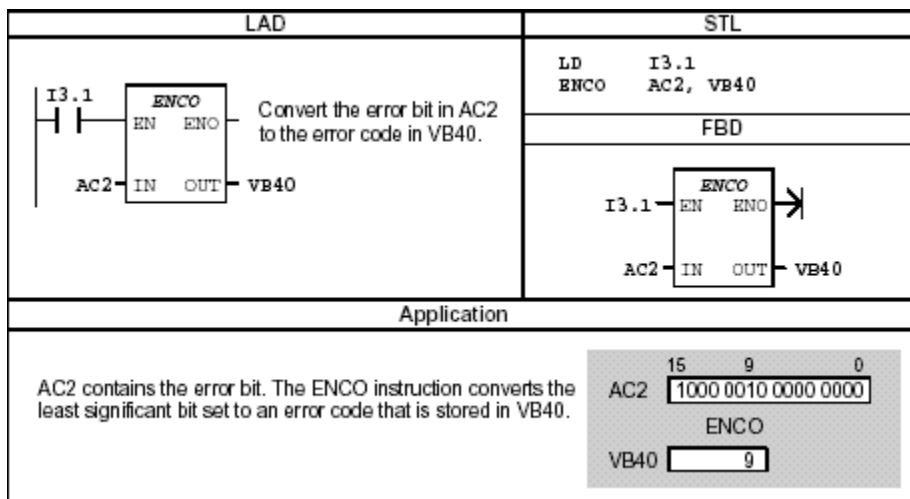 LAD
I3.1
ENCO
EN ENO
Convert the error bit in AC2
to the error code in VB40.
AC2 IN OUT VB40
STL
LD I3.1
ENCO AC2, VB40
FBD
ENCO
I3.1 EN ENO
AC2 IN OUT VB40
Application
AC2 contains the error bit. The ENCO instruction converts the
least significant bit set to an error code that is stored in VB40.
15 9 0
AC2 1000 0010 0000 0000
ENCO
VB40 9